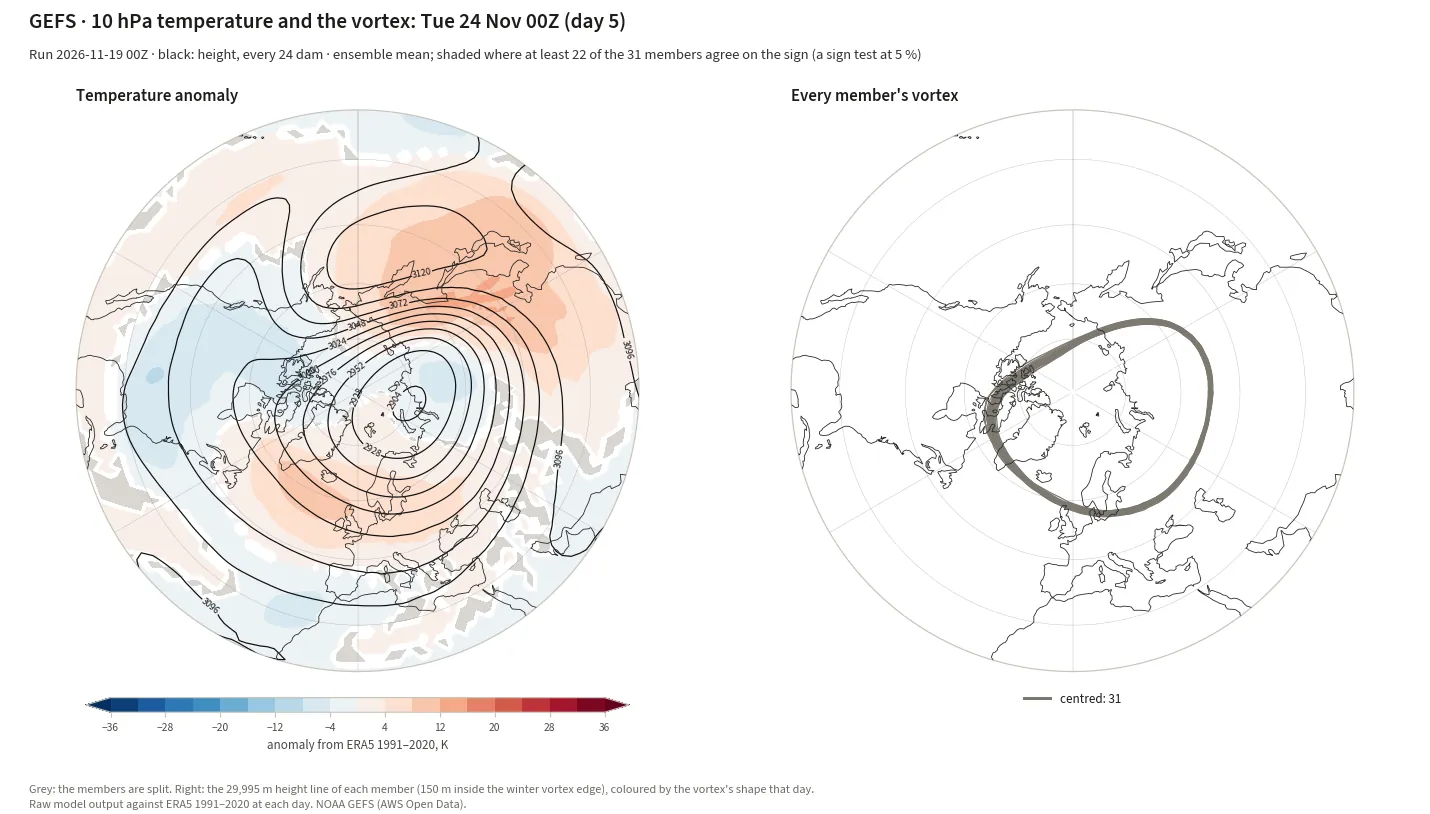 GEFS · 10 hPa temperature and the vortex: Tue 24 Nov 00Z (day 5)
Run 2026-11-19 00Z · black: height, every 24 dam · ensemble mean; shaded where at least 22 of the 31 members agree on the sign (a sign test at 5 %)
Temperature anomaly
Every member's vortex
3120
3072
3048
3024
3096
2976
2952
2928
3096
3096
centred: 31
−36 −28 −20 −12 −4 4 12 20 28 36
anomaly from ERA5 1991–2020, K
Grey: the members are split. Right: the 29,995 m height line of each member (150 m inside the winter vortex edge), coloured by the vortex's shape that day.
Raw model output against ERA5 1991–2020 at each day. NOAA GEFS (AWS Open Data).